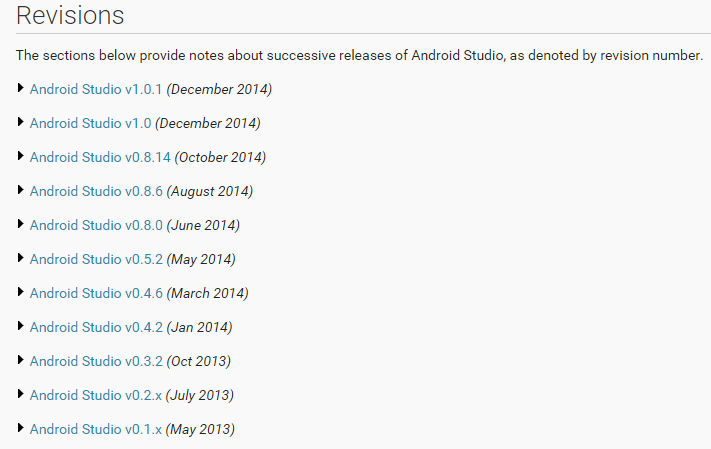 Revisions
The sections below provide notes about successive releases of Android Studio, as denoted by revision number.
Android Studio v1.0.1 (December 2014)
Android Studio v1.0 (December 2014)
Android Studio v0.8.14 (October 2014)
Android Studio v0.8.6 (August 2014)
Android Studio v0.8.0 (June 2014)
Android Studio v0.5.2 (May 2014)
Android Studio v0.4.6 (March 2014)
Android Studio v0.4.2 (Jan 2014)
Android Studio v0.3.2 (Oct 2013)
Android Studio v0.2.x (July 2013)
Android Studio v0.1.x (May 2013)